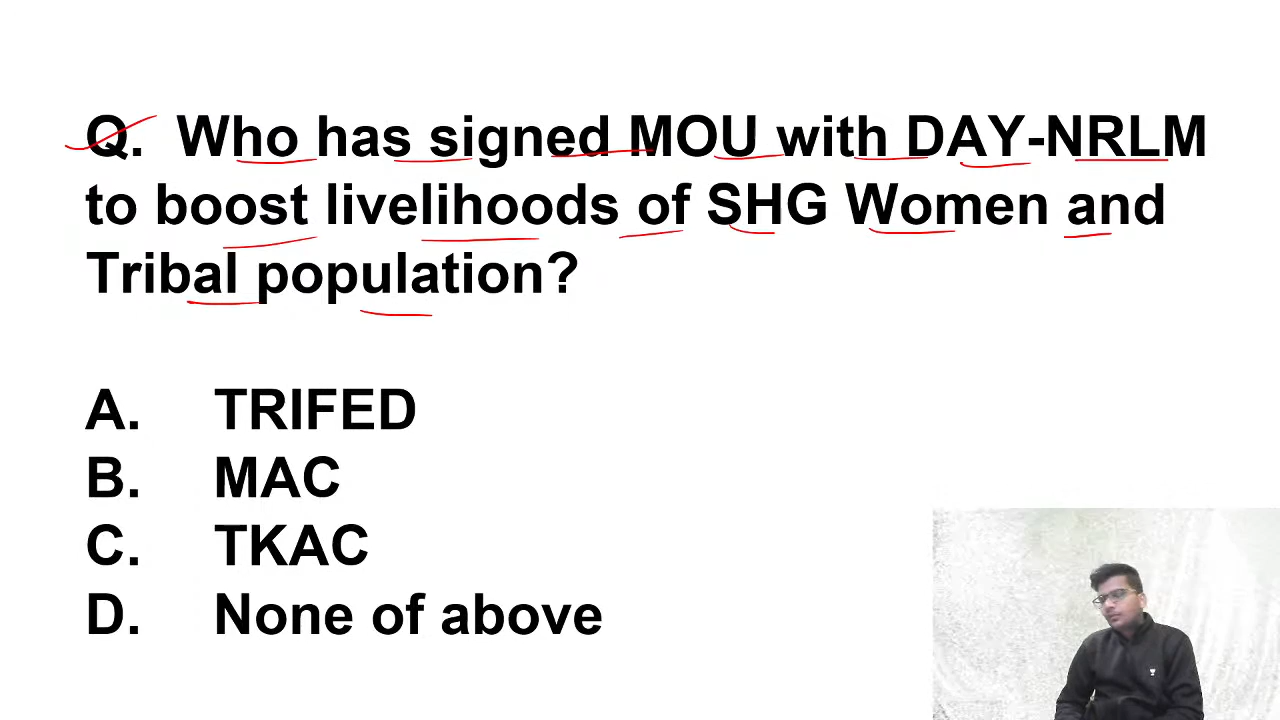 Q. Who has signed MOU with DAY-NRLM
to boost livelihoods of SHG Women and
Tribal population?
A. TRIFED
B. MAC
C. TKAC
D. None of above